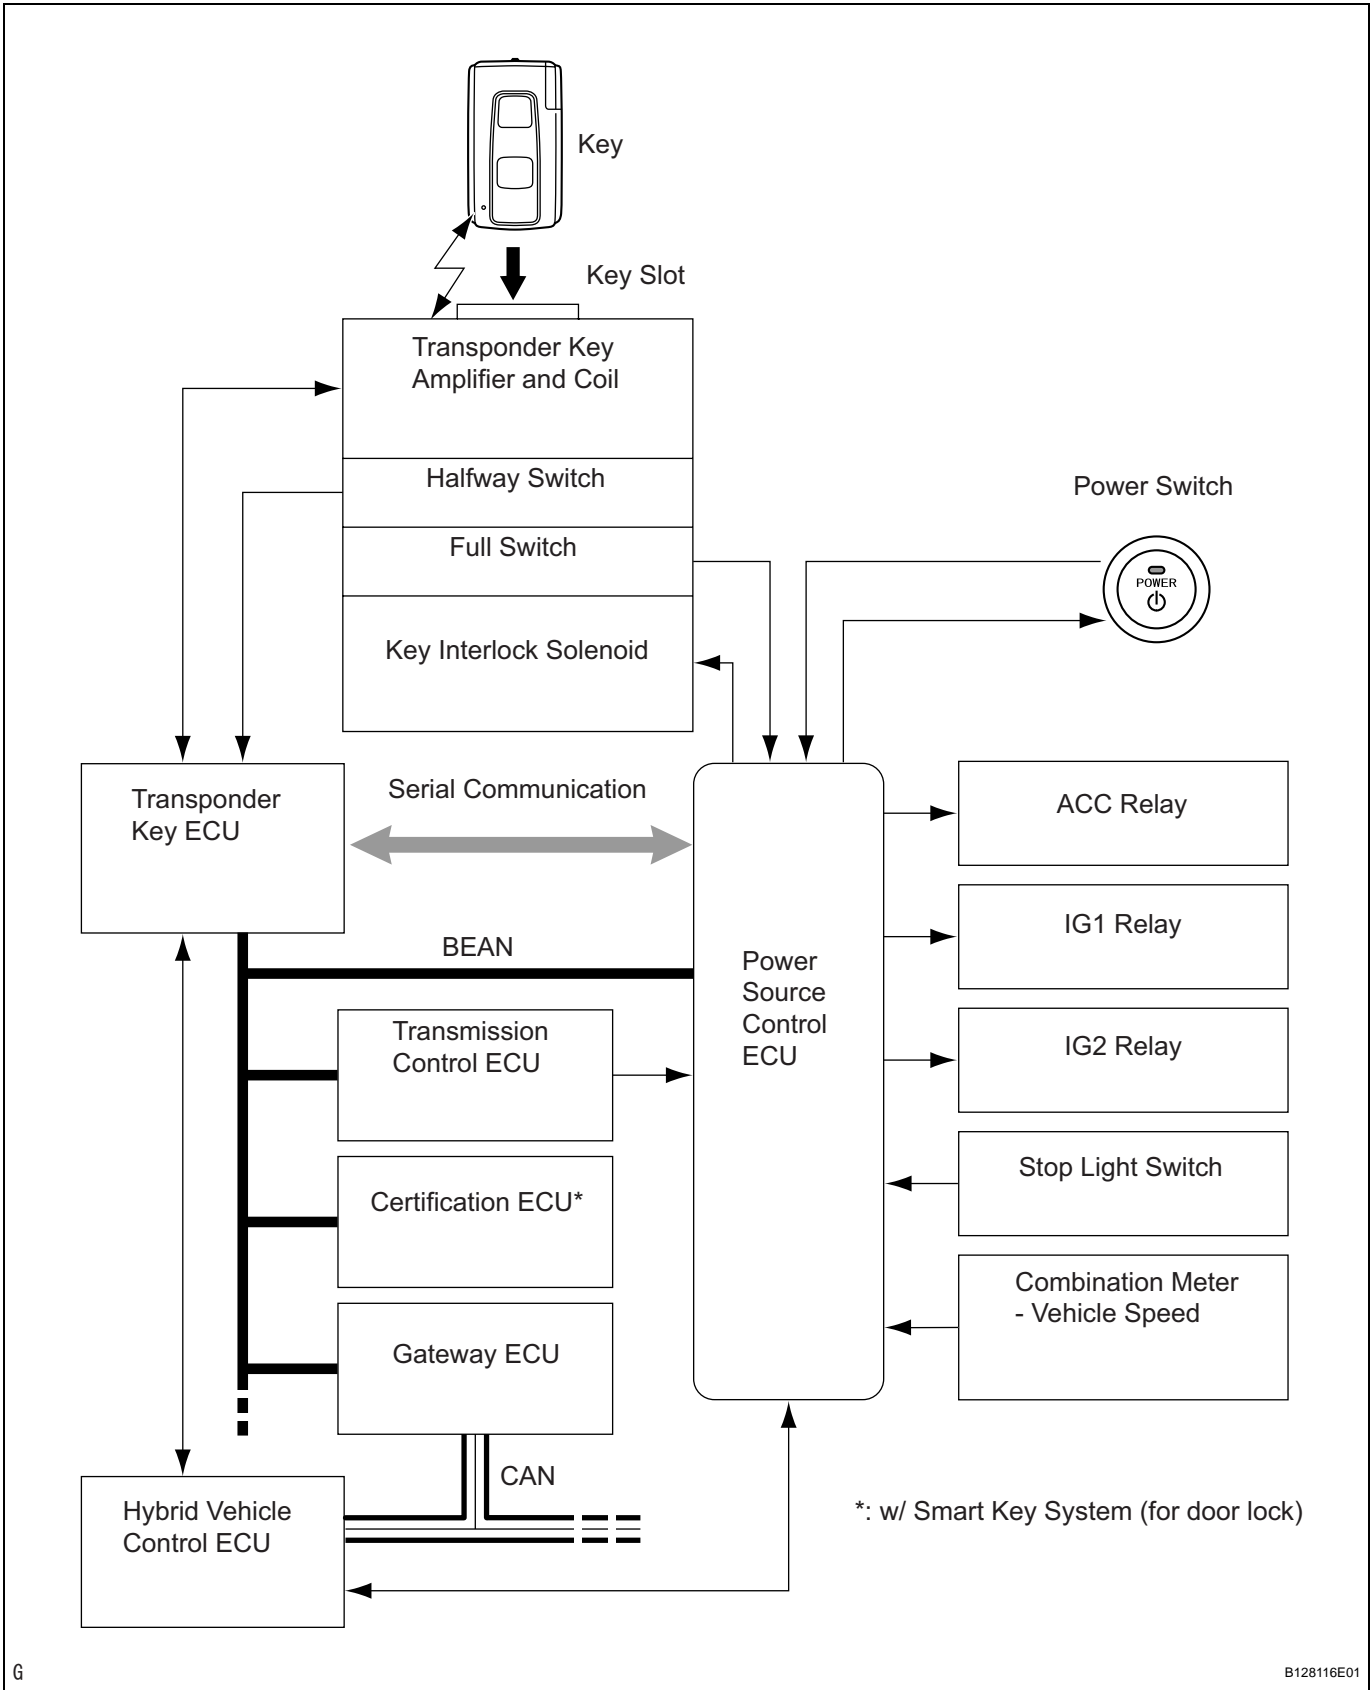 Key
Key Slot
Transponder Key
Amplifier and Coil
Halfway Switch
Power Switch
Full Switch
POWER
Key Interlock Solenoid
Transponder
Key ECU
Serial Communication
ACC Relay
IG1 Relay
BEAN
Power
Source
Control
ECU
Transmission
Control ECU
IG2 Relay
Stop Light Switch
Certification ECU*
Combination Meter
- Vehicle Speed
Gateway ECU
CAN
Hybrid Vehicle
Control ECU
*: w/ Smart Key System (for door lock)
G
B128116E01